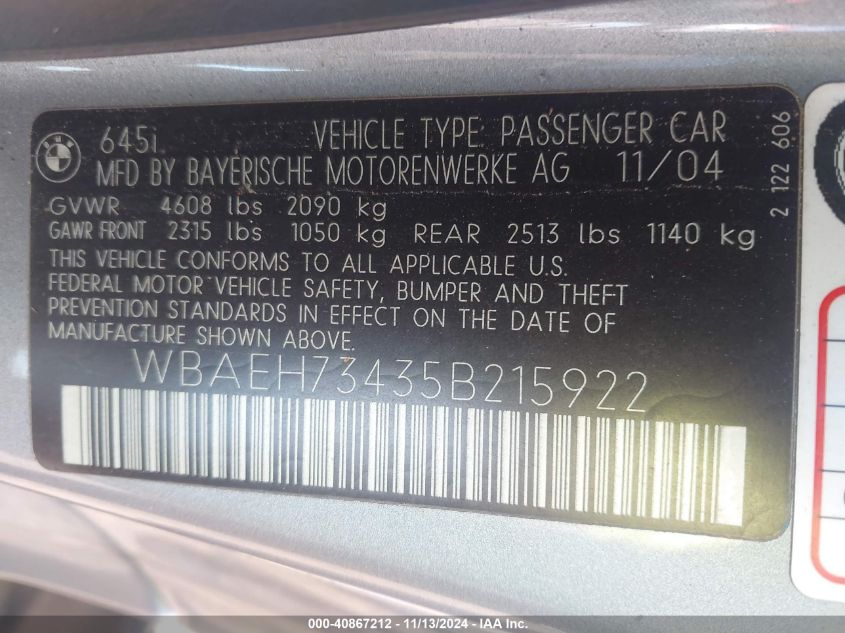 645i VEHICLE TYPE: PASSENGER CAR
MFD BY BAYERISCHE MOTORENWERKE AG 11/04
GVWR 4608 lbs 2090 kg
GAWR FRONT 2315 lbs 1050 kg REAR 2513 lbs 1140 kg
THIS VEHICLE CONFORMS TO ALL APPLICABLE U.S.
FEDERAL MOTOR VEHICLE SAFETY, BUMPER AND THEFT
PREVENTION STANDARDS IN EFFECT ON THE DATE OF
MANUFACTURE SHOWN ABOVE.
WBAEH73435B215922
2 122 606
000-40867212 - 11/13/2024 - IAA Inc.